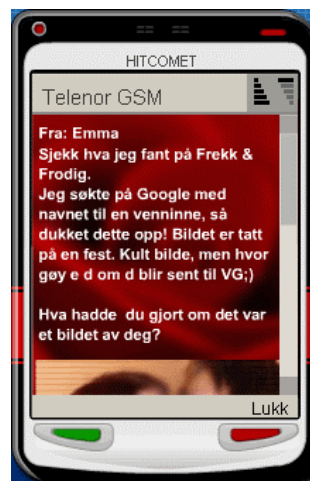 HITCOMET
Telenor GSM
Fra: Emma
Sjekk hva jeg fant på Frekk &
Frodig.
Jeg søkte på Google med
navnet til en venninne, så
dukket dette opp! Bildet er tatt
på en fest. Kult bilde, men hvor
gøy e d om d blir sent til VG;)
Hva hadde du gjort om det var
et bildet av deg?
Lukk